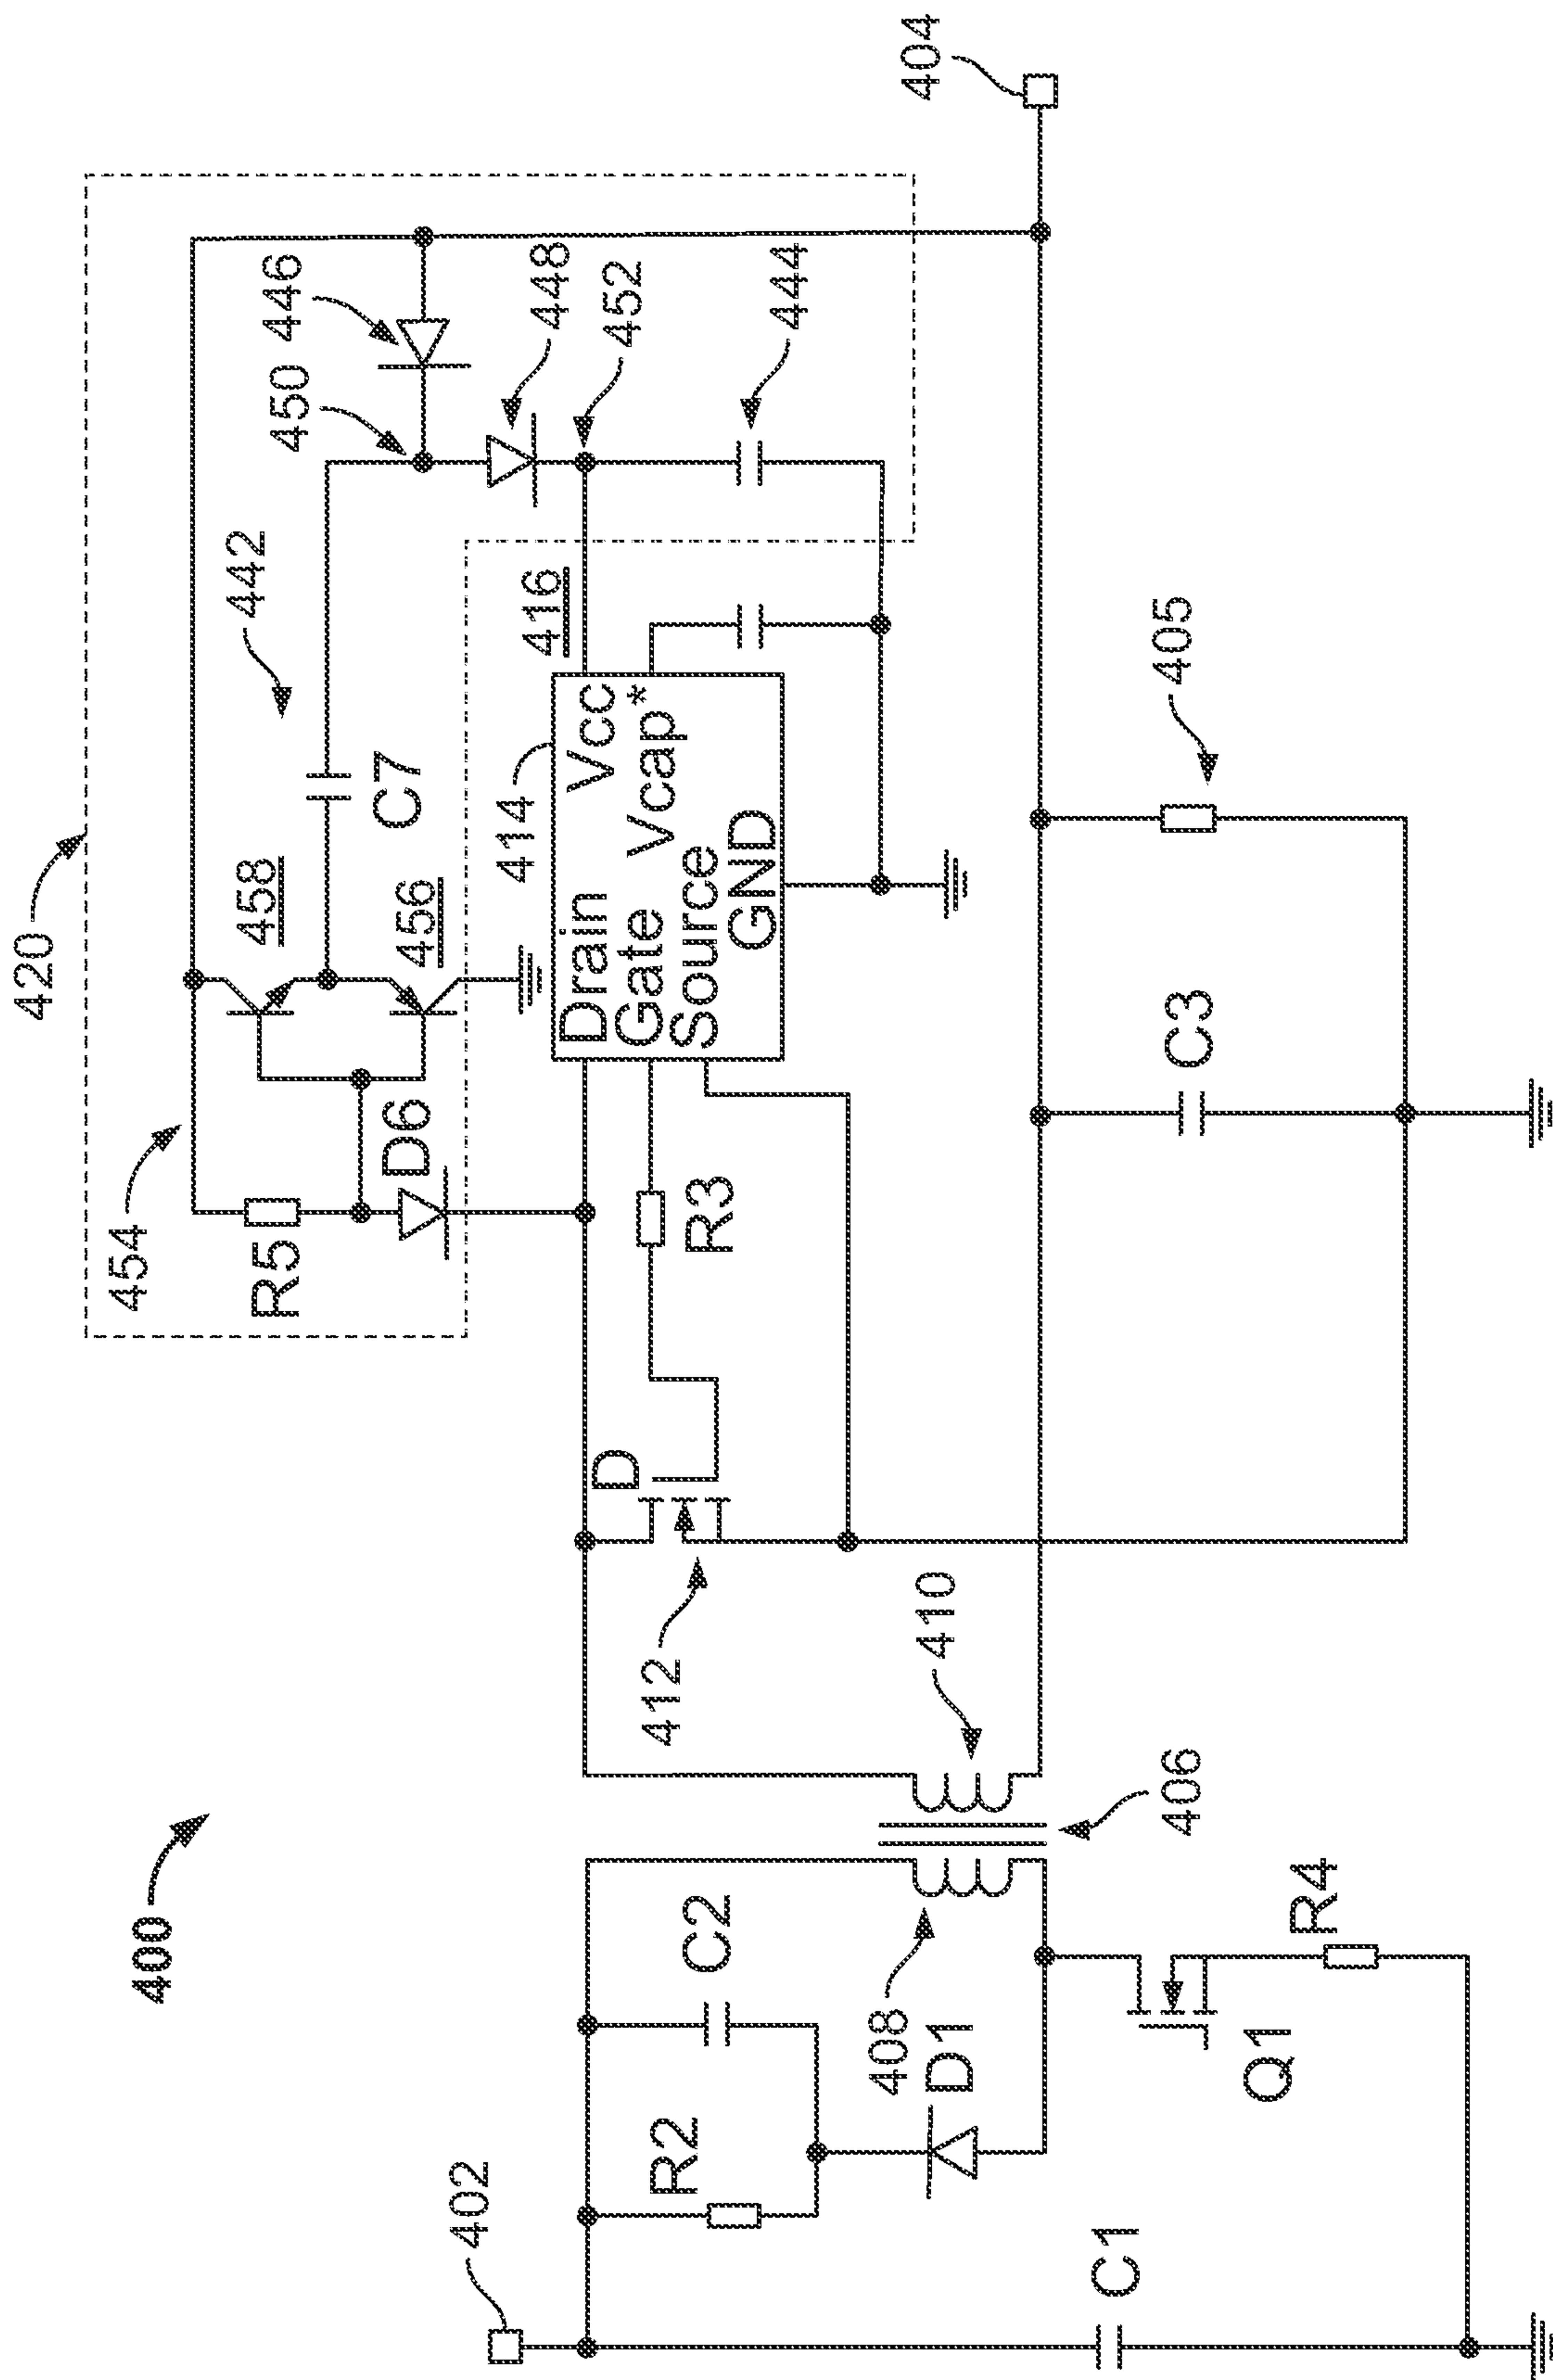 400
402
R2
C2
408
D1
C1
Q1
R4
406
410
412
D
R3
C3
405
404
420
454
R5
D6
458
456
C7
442
414
416
Drain
Gate
Source
GND
Vcc
Vcap*
450
446
448
452
444